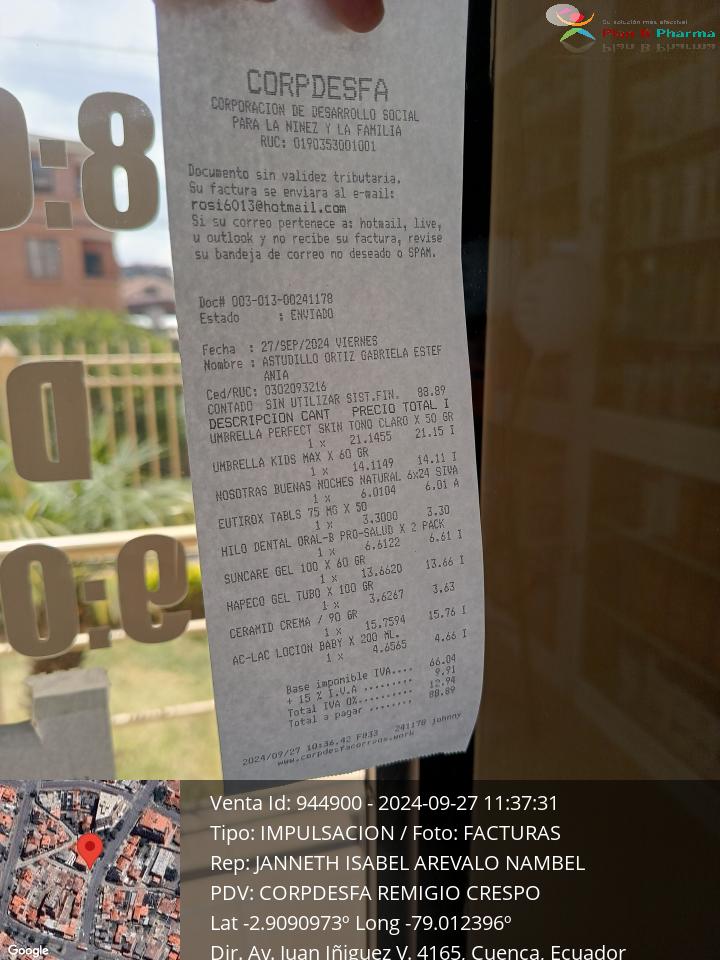 Su solución más efectiva!
Plan B Pharma
8:0
D
9:0
CORPDESFA
CORPORACION DE DESARROLLO SOCIAL
PARA LA NINEZ Y LA FAMILIA
RUC: 0190353001001
Documento sin validez tributaria.
Su factura se enviara al e-mail:
rosi6013@hotmail.com
Si su correo pertenece a: hotmail, live,
u outlook y no recibe su factura, revise
su bandeja de correo no deseado o SPAM.
Doc# 003-013-00241178
Estado : ENVIADO
Fecha : 27/SEP/2024 VIERNES
Nombre : ASTUDILLO ORTIZ GABRIELA ESTEF
ANIA
Ced/RUC: 0302093216
CONTADO SIN UTILIZAR SIST.FIN. 88.89
DESCRIPCION CANT PRECIO TOTAL I
UMBRELLA PERFECT SKIN TONO CLARO X 50 GR
1 x 21.1455 21.15 I
UMBRELLA KIDS MAX X 60 GR
1 x 14.1149 14.11 I
NOSOTRAS BUENAS NOCHES NATURAL 6x24 SIVA
1 x 6.0104 6.01 A
EUTIROX TABLS 75 MG X 50
1 x 3.3000 3.30
HILO DENTAL ORAL-B PRO-SALUD X 2 PACK
1 x 6.6122 6.61 I
SUNCARE GEL 100 X 60 GR
1 x 13.6620 13.66 I
HAPECO GEL TUBO X 100 GR
1 x 3.6267 3.63
CERAMID CREMA / 90 GR
1 x 15.7594 15.76 I
AC-LAC LOCION BABY X 200 ML.
1 x 4.6565 4.66 I
Base imponible IVA.... 66.04
+ 15 % I.V.A ......... 9.91
Total IVA 0%.......... 12.94
Total a pagar ........ 88.89
2024/09/27 10:36.42 F033 241178 johnny
www.corpdesfacorreos.work
Venta Id: 944900 - 2024-09-27 11:37:31
Tipo: IMPULSACION / Foto: FACTURAS
Rep: JANNETH ISABEL AREVALO NAMBEL
PDV: CORPDESFA REMIGIO CRESPO
Lat -2.9090973º Long -79.012396º
Dir. Av. Juan Iñiguez V. 4165, Cuenca, Ecuador
Google